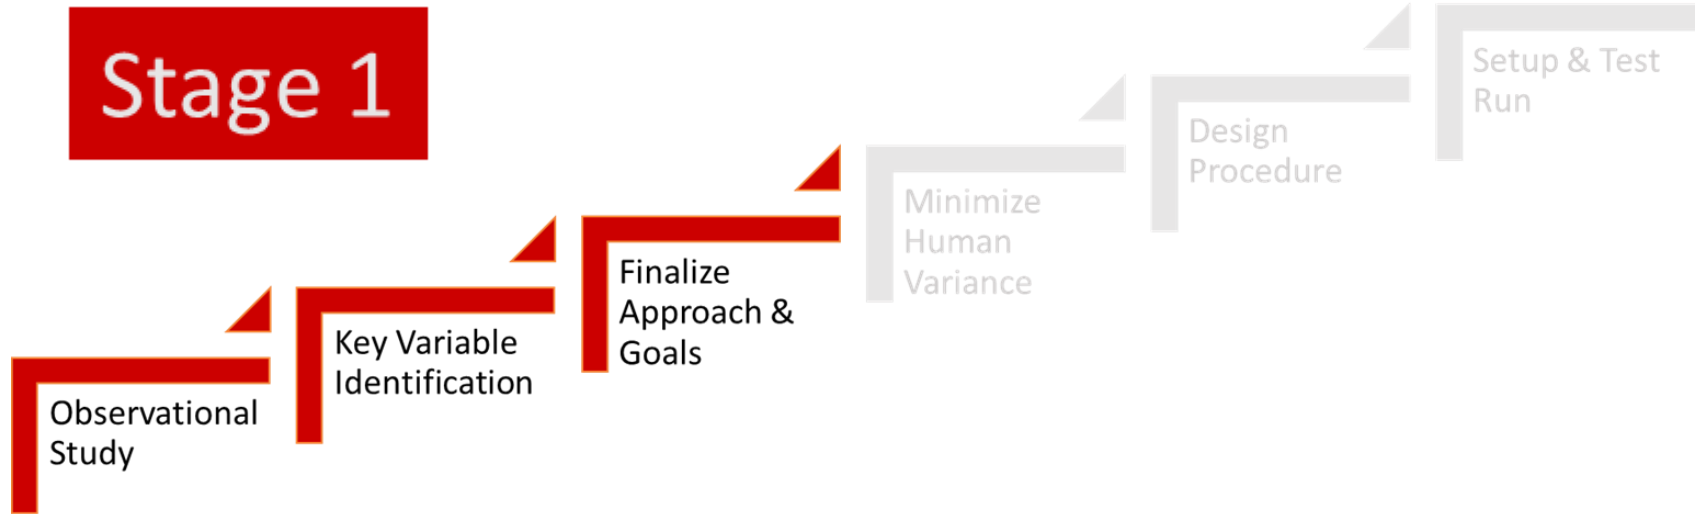 Stage 1
Observational
Study
Key Variable
Identification
Finalize
Approach &
Goals
Minimize
Human
Variance
Design
Procedure
Setup & Test
Run